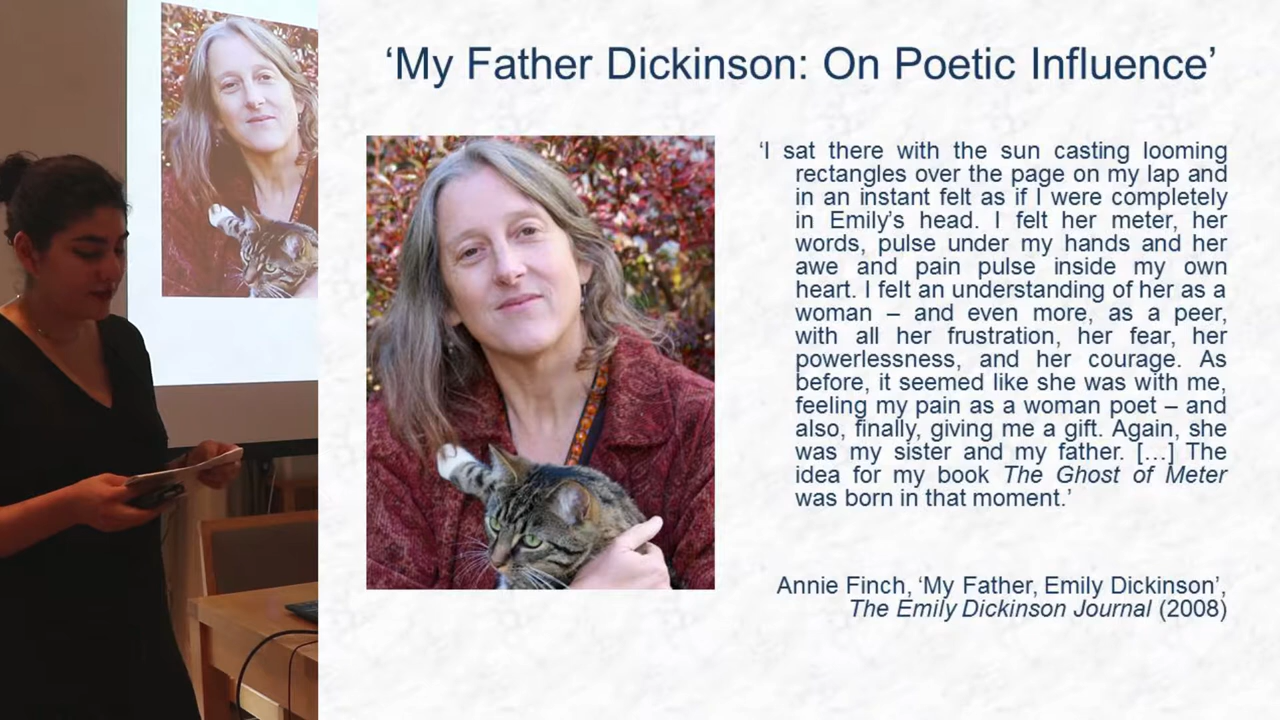 ‘My Father Dickinson: On Poetic Influence’
‘I sat there with the sun casting looming
rectangles over the page on my lap and
in an instant felt as if I were completely
in Emily’s head. I felt her meter, her
words, pulse under my hands and her
awe and pain pulse inside my own
heart. I felt an understanding of her as a
woman – and even more, as a peer,
with all her frustration, her fear, her
powerlessness, and her courage. As
before, it seemed like she was with me,
feeling my pain as a woman poet – and
also, finally, giving me a gift. Again, she
was my sister and my father. [...] The
idea for my book The Ghost of Meter
was born in that moment.’
Annie Finch, ‘My Father, Emily Dickinson’,
The Emily Dickinson Journal (2008)